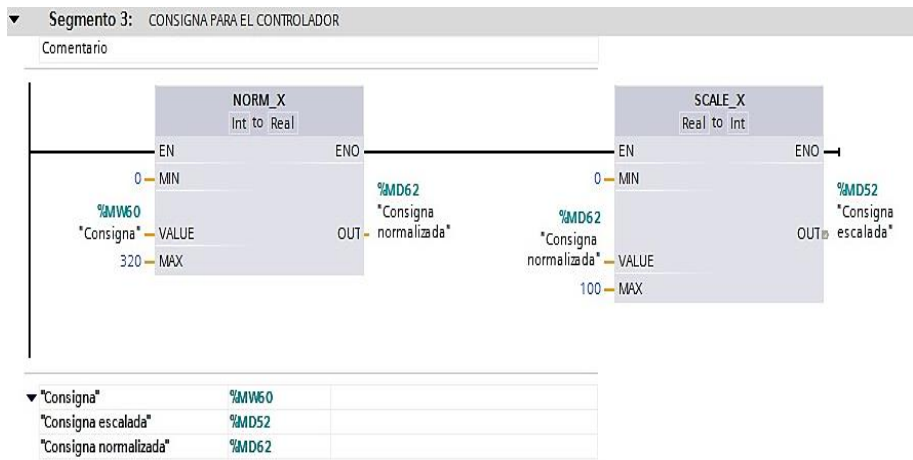 Segmento 3: CONSIGNA PARA EL CONTROLADOR
Comentario
NORM_X
Int to Real
EN
ENO
0
MIN
%MW60
"Consigna"
VALUE
320
MAX
OUT
%MD62
"Consigna
normalizada"
SCALE_X
Real to Int
EN
ENO
0
MIN
%MD62
"Consigna
normalizada"
VALUE
100
MAX
OUT
%MD52
"Consigna
escalada"
"Consigna" %MW60
"Consigna escalada" %MD52
"Consigna normalizada" %MD62